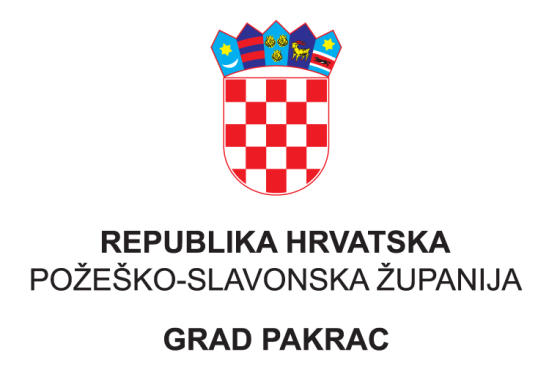 REPUBLIKA HRVATSKA
POŽEŠKO-SLAVONSKA ŽUPANIJA
GRAD PAKRAC